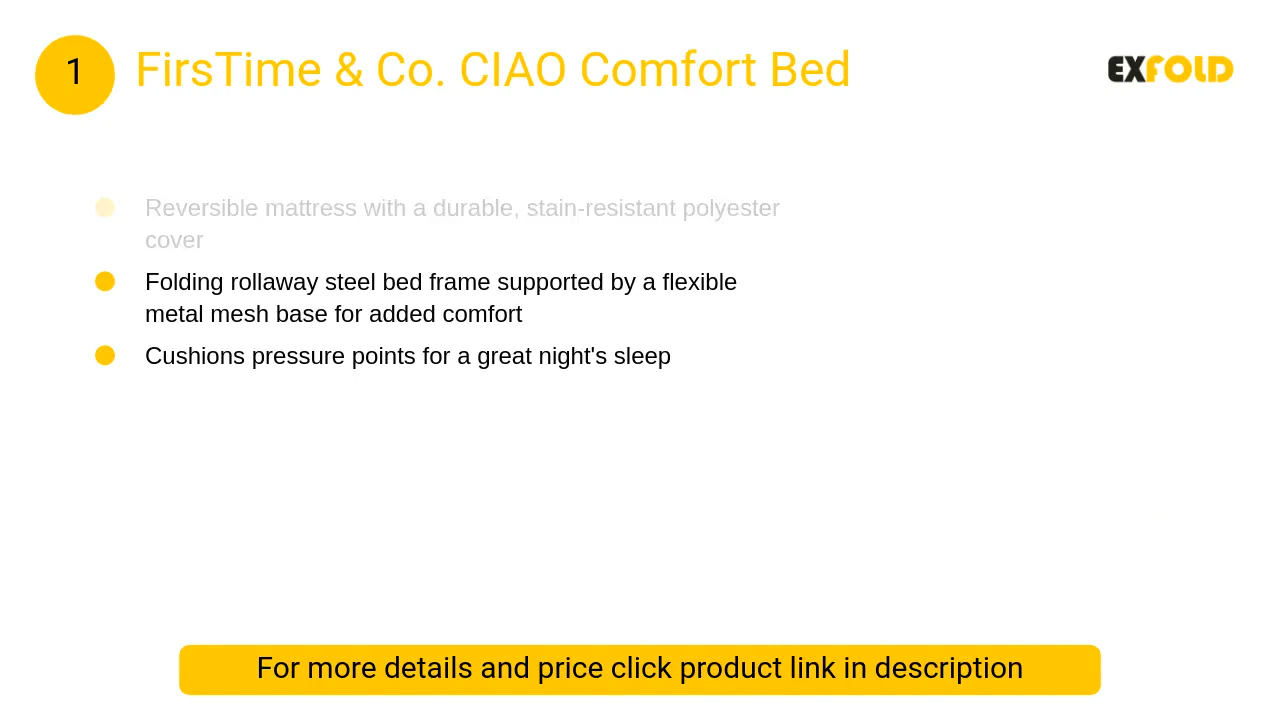 1
FirsTime & Co. CIAO Comfort Bed
EXFOLD
Reversible mattress with a durable, stain-resistant polyester
cover
Folding rollaway steel bed frame supported by a flexible
metal mesh base for added comfort
Cushions pressure points for a great night's sleep
For more details and price click product link in description